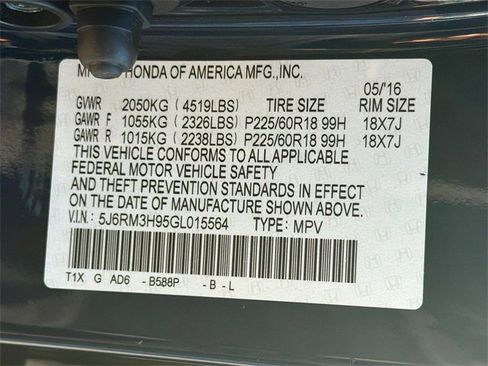 HONDA OF AMERICA MFG.,INC.
05/'16
GVWR 2050KG (4519LBS) TIRE SIZE RIM SIZE
GAWR F 1055KG (2326LBS) P225/60R18 99H 18X7J
GAWR R 1015KG (2238LBS) P225/60R18 99H 18X7J
THIS VEHICLE CONFORMS TO ALL APPLICABLE
FEDERAL MOTOR VEHICLE SAFETY
AND THEFT PREVENTION STANDARDS IN EFFECT
ON THE DATE OF MANUFACTURE SHOWN ABOVE.
V.I.N.: 5J6RM3H95GL015564 TYPE: MPV
T1X G AD6 -B588P -B-L